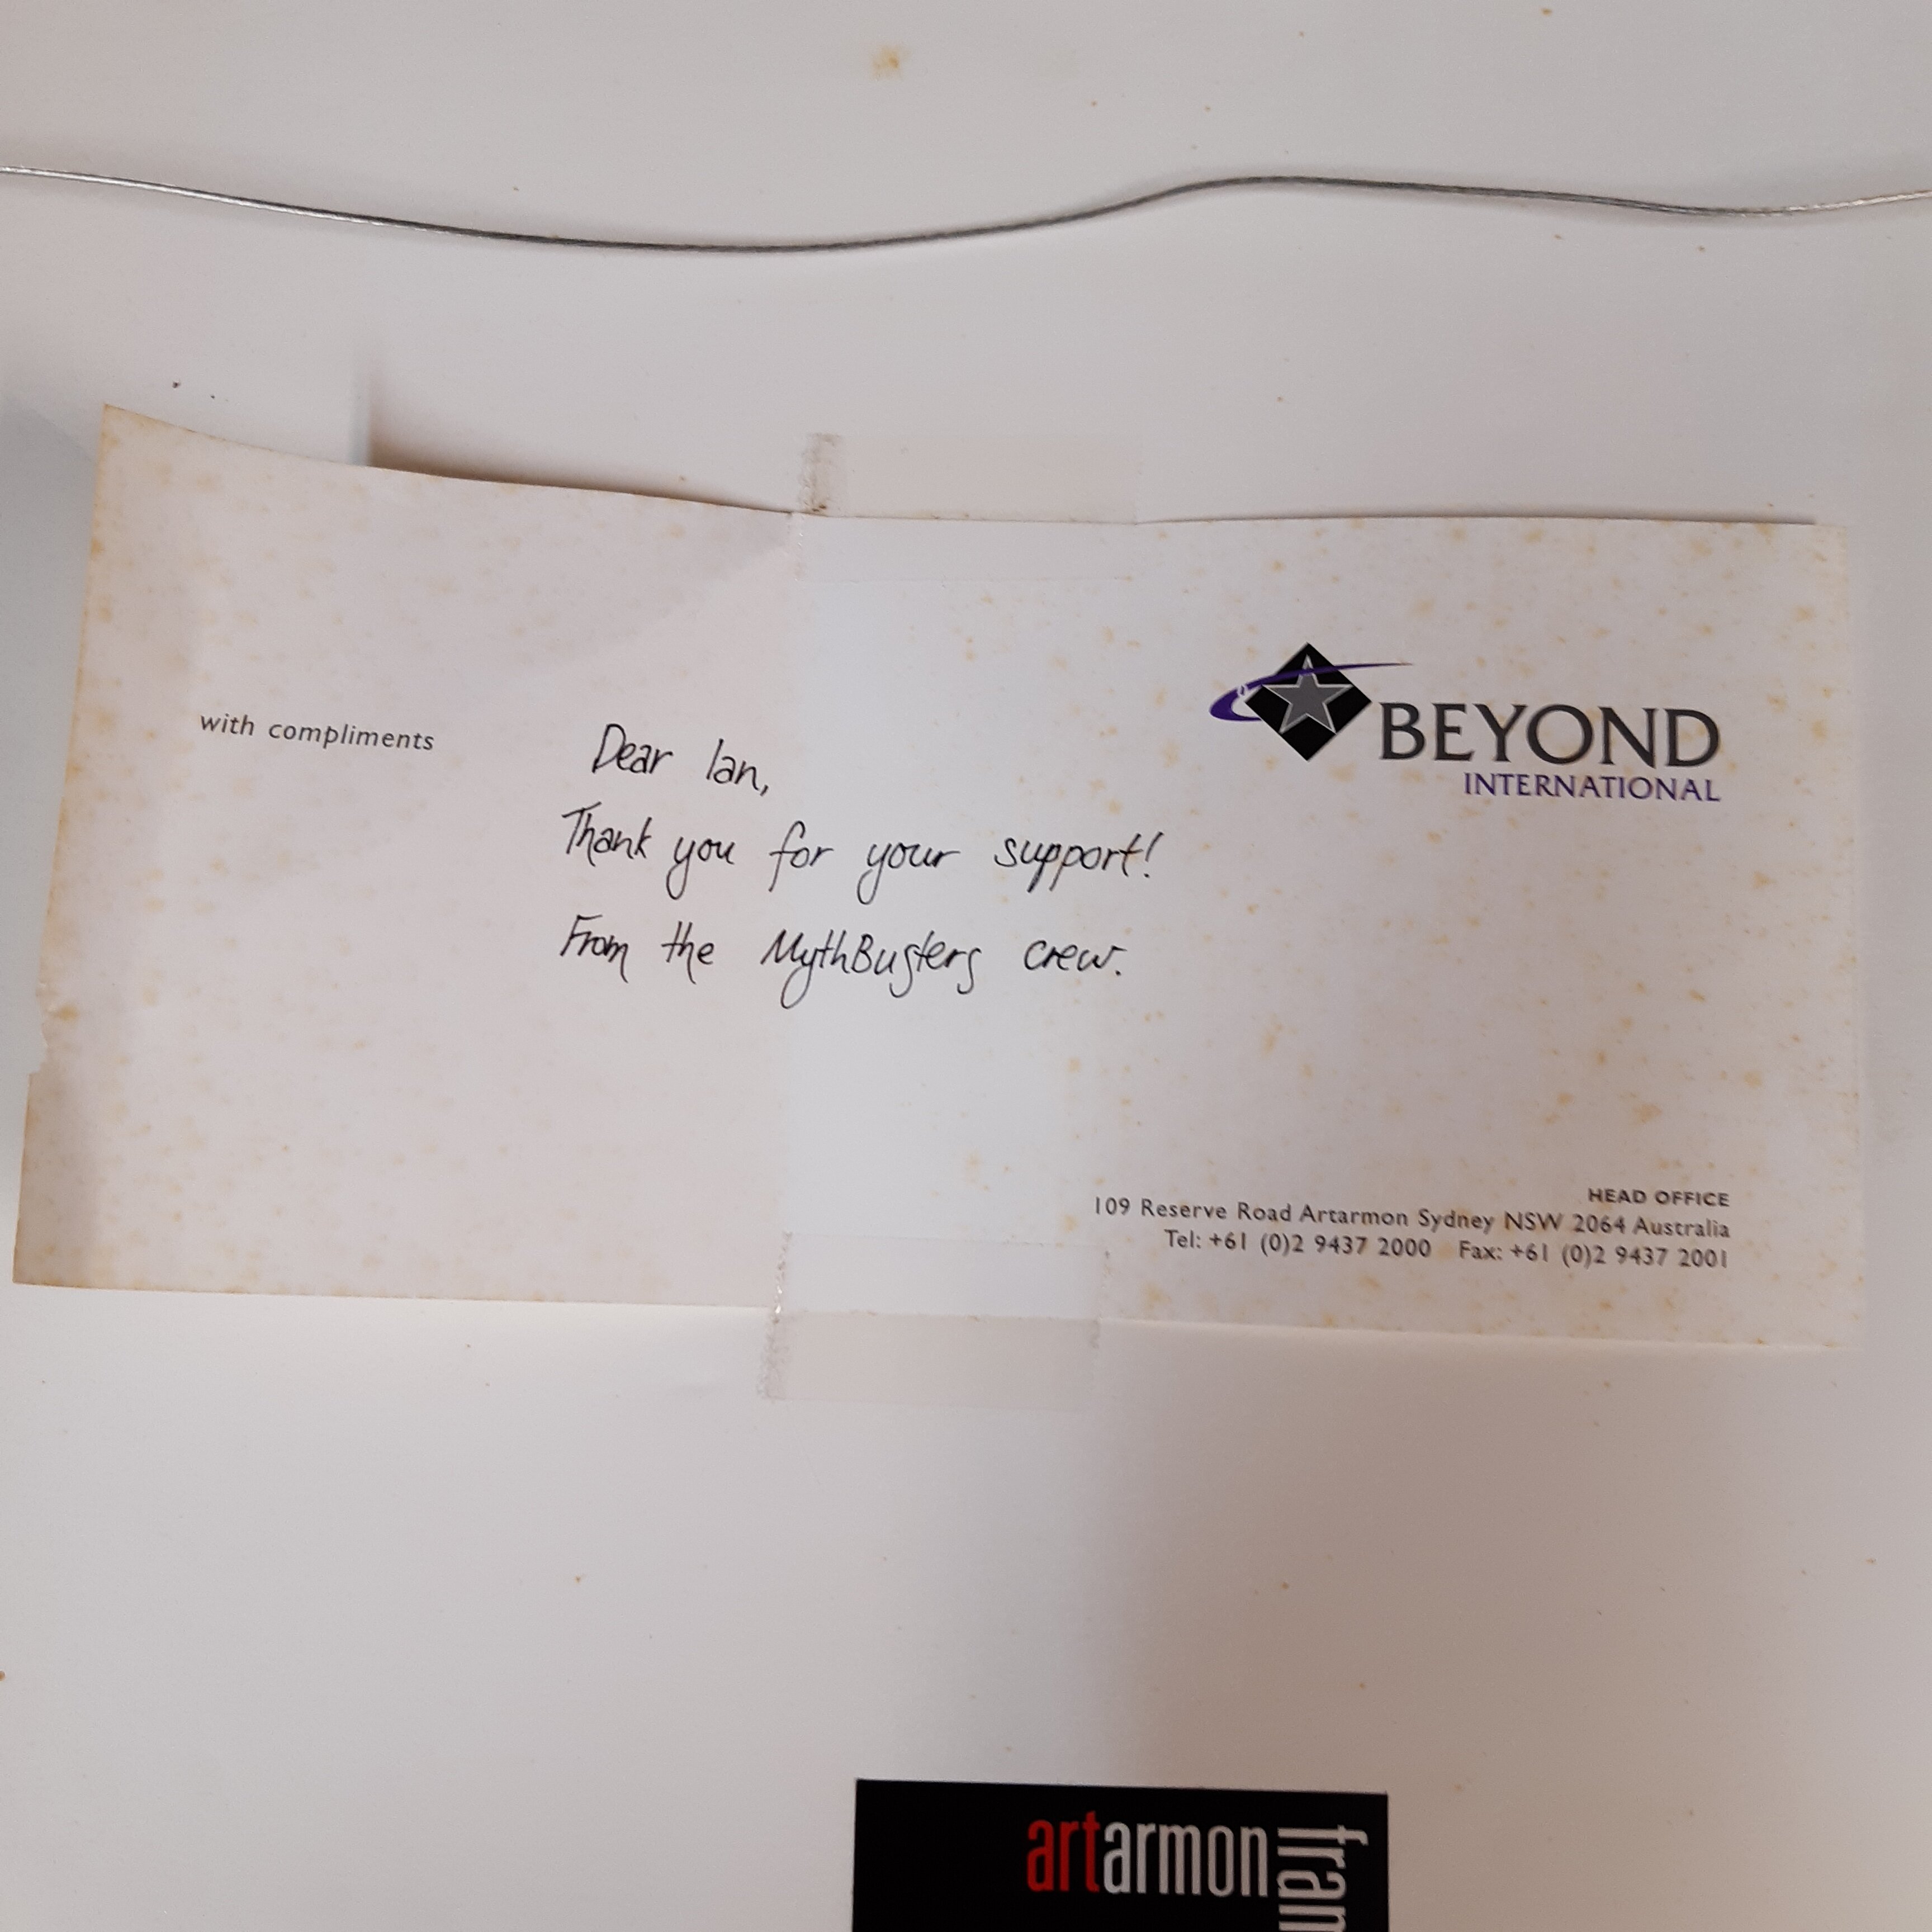 with compliments
Dear Ian,
Thank you for your support!
From the MythBusters crew.
BEYOND
INTERNATIONAL
HEAD OFFICE
109 Reserve Road Artarmon Sydney NSW 2064 Australia
Tel: +61 (0)2 9437 2000 Fax: +61 (0)2 9437 2001
artarmon